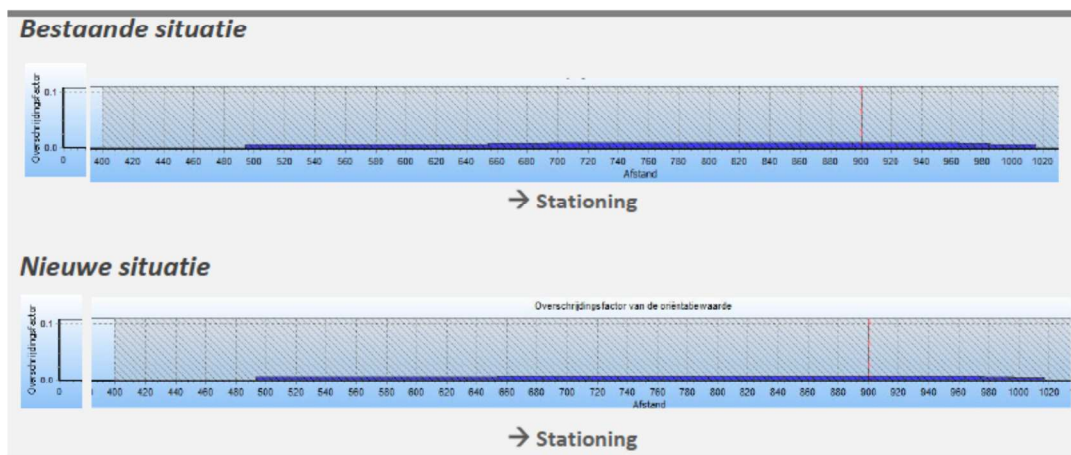 Bestaande situatie
Overschrijdingsfactor
0.1
0.0
0 400 420 440 460 480 500 520 540 560 580 600 620 640 660 680 700 720 740 760 780 800 820 840 860 880 900 920 940 960 980 1000 1020
Afstand
→ Stationing
Nieuwe situatie
Overschrijdingsfactor van de oriëntatiewaarde
Overschrijdingsfactor
0.1
0.0
0 400 420 440 460 480 500 520 540 560 580 600 620 640 660 680 700 720 740 760 780 800 820 840 860 880 900 920 940 960 980 1000 1020
Afstand
→ Stationing